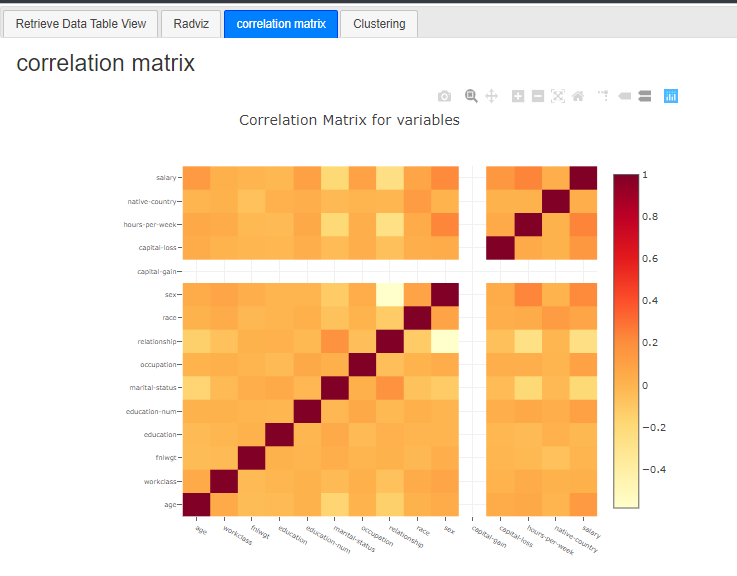 Retrieve Data Table View Radviz correlation matrix Clustering
correlation matrix
Correlation Matrix for variables
salary
native-country
hours-per-week
capital-loss
capital-gain
sex
race
relationship
occupation
marital-status
education-num
education
fnlwgt
workclass
age
age workclass fnlwgt education education-num marital-status occupation relationship race sex capital-gain capital-loss hours-per-week native-country salary
1
0.8
0.6
0.4
0.2
0
−0.2
−0.4